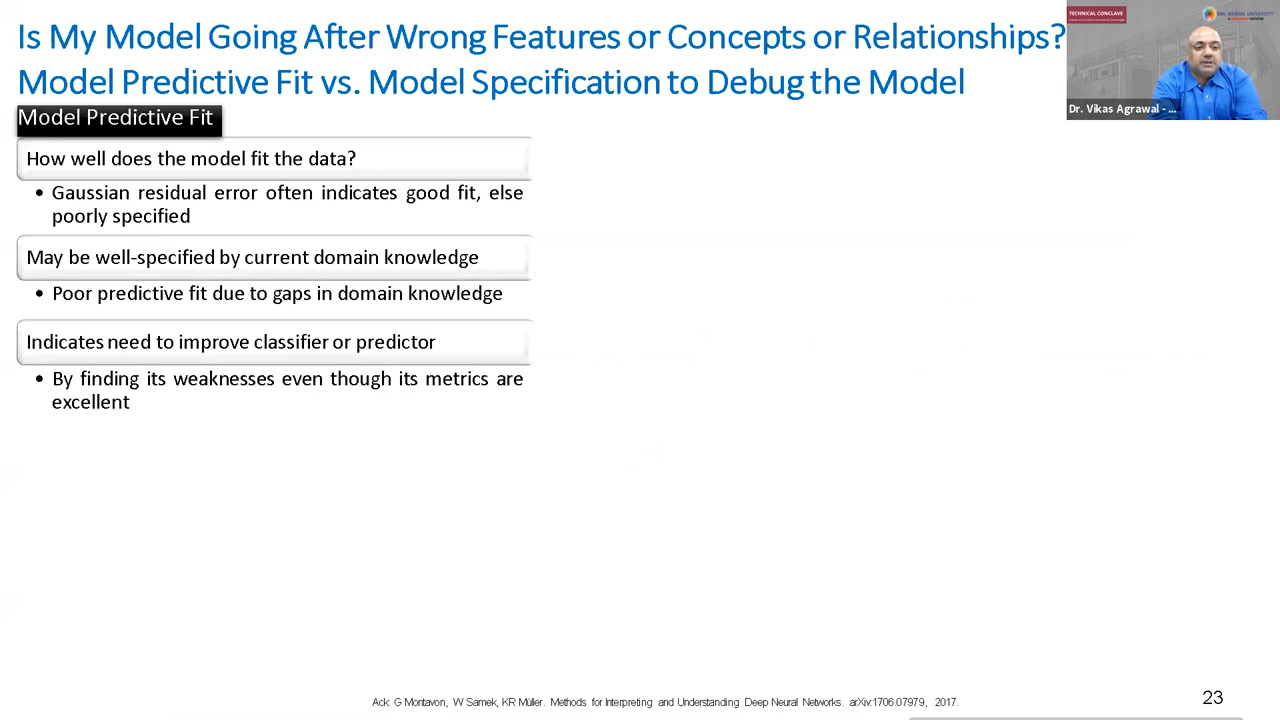 Is My Model Going After Wrong Features or Concepts or Relationships?
Model Predictive Fit vs. Model Specification to Debug the Model
TECHNICAL CONCLAVE
BML MUNJAL UNIVERSITY
Dr. Vikas Agrawal - ...
Model Predictive Fit
How well does the model fit the data?
• Gaussian residual error often indicates good fit, else
poorly specified
May be well-specified by current domain knowledge
• Poor predictive fit due to gaps in domain knowledge
Indicates need to improve classifier or predictor
• By finding its weaknesses even though its metrics are
excellent
Ack: G Montavon, W Samek, KR Müller. Methods for Interpreting and Understanding Deep Neural Networks. arXiv:1706.07979, 2017.
23